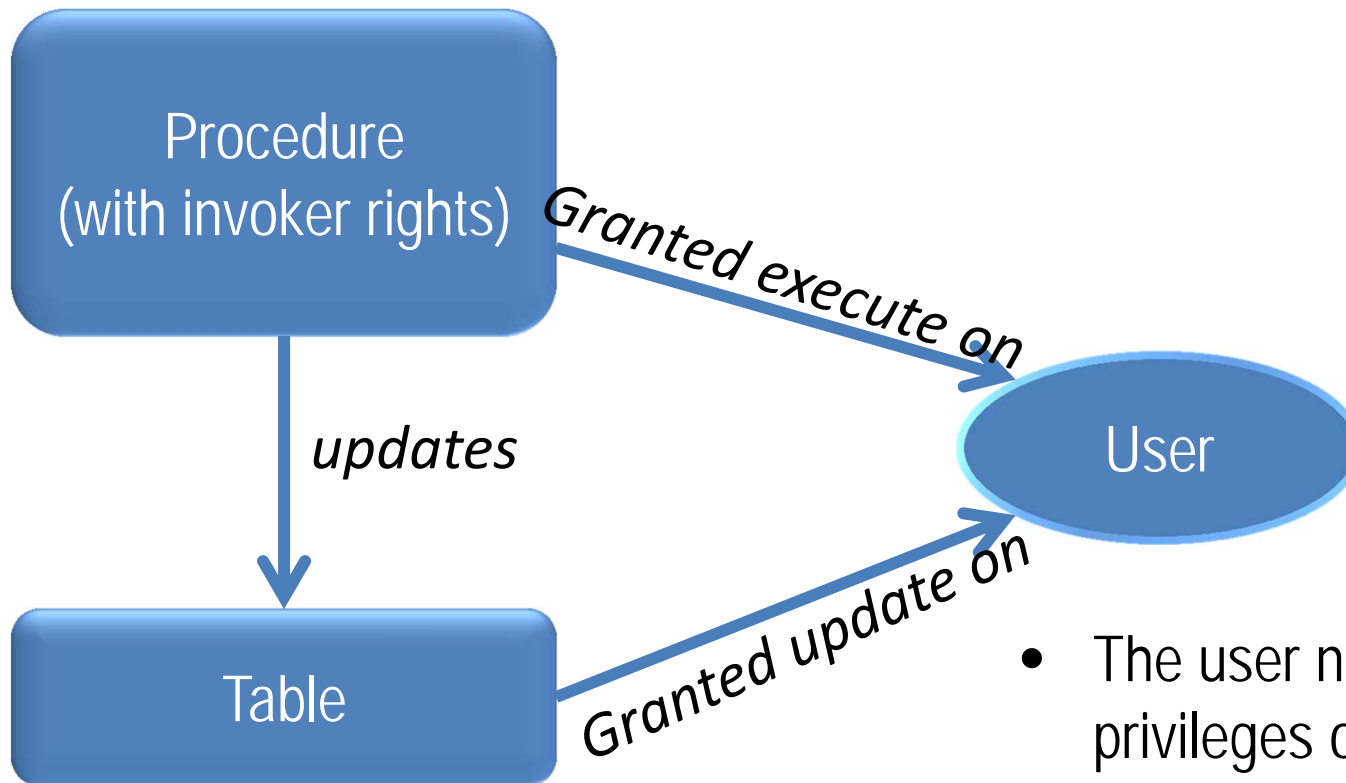 Procedure
(with invoker rights)
Granted execute on
updates
User
Granted update on
Table
• The user
privileges